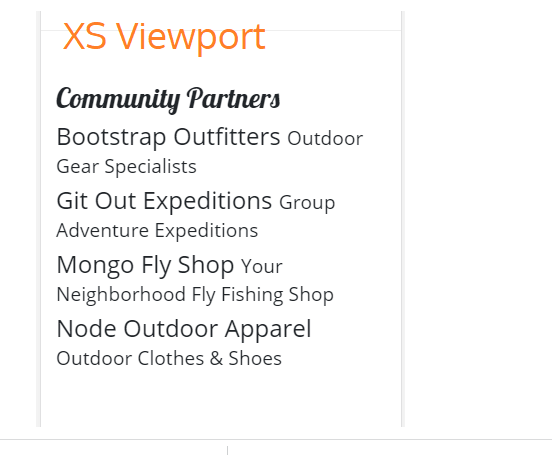 XS Viewport
Community Partners
Bootstrap Outfitters Outdoor
Gear Specialists
Git Out Expeditions Group
Adventure Expeditions
Mongo Fly Shop Your
Neighborhood Fly Fishing Shop
Node Outdoor Apparel
Outdoor Clothes & Shoes